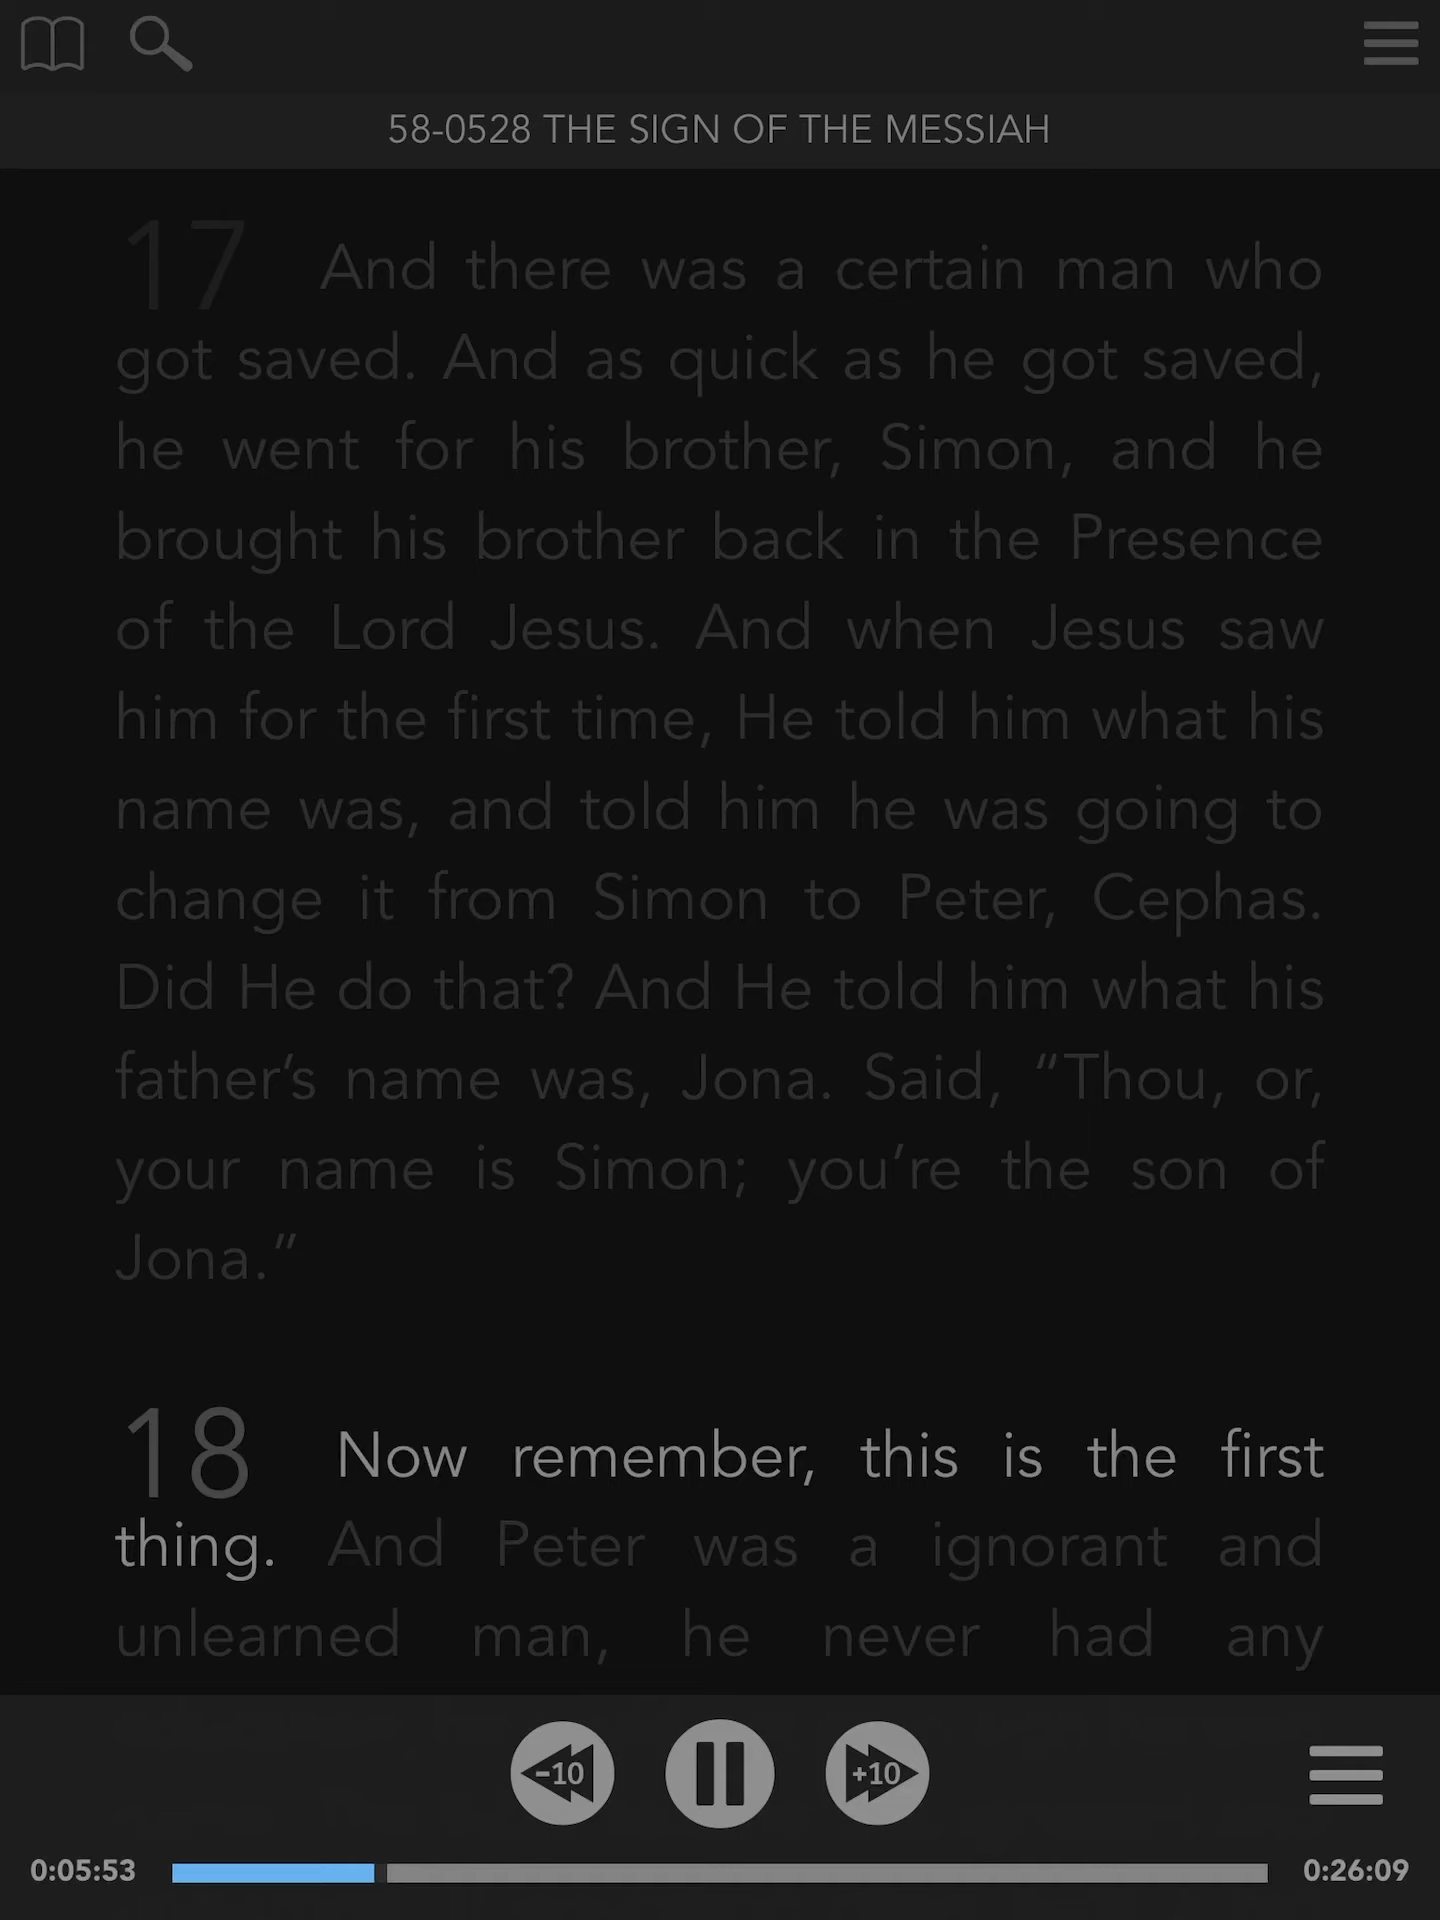 58-0528 THE SIGN OF THE MESSIAH
17 And there was a certain man who
got saved. And as quick as he got saved,
he went for his brother, Simon, and he
brought his brother back in the Presence
of the Lord Jesus. And when Jesus saw
him for the first time, He told him what his
name was, and told him he was going to
change it from Simon to Peter, Cephas.
Did He do that? And He told him what his
father’s name was, Jona. Said, “Thou, or,
your name is Simon; you’re the son of
Jona.”
18 Now remember, this is the first
thing. And Peter was a ignorant and
unlearned man, he never had any
-10 +10
0:05:53 0:26:09